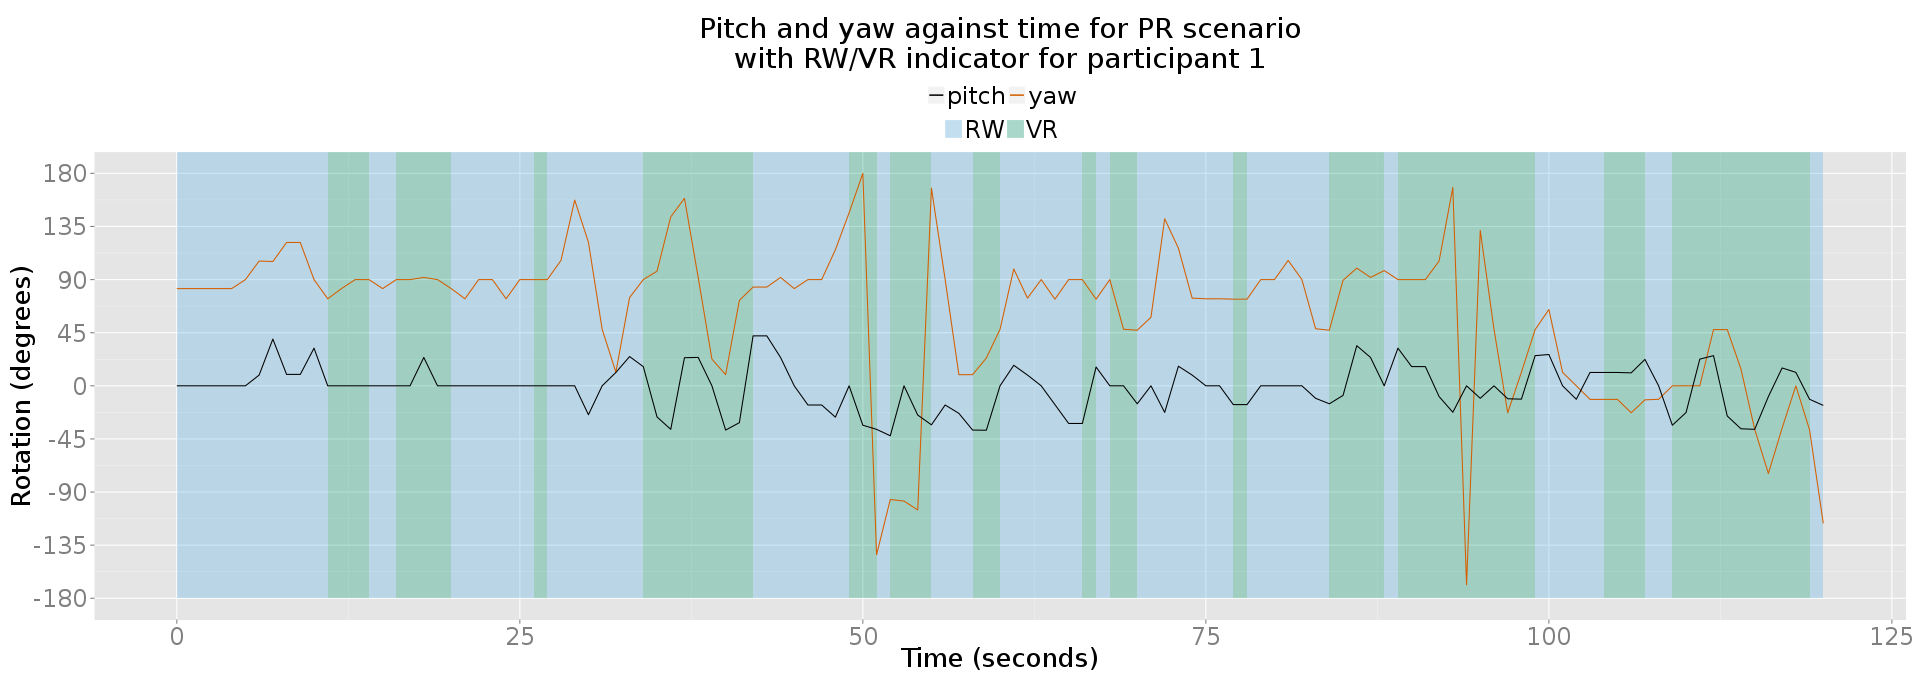 Pitch and yaw against time for PR scenario
with RW/VR indicator for participant 1
pitch yaw
RW VR
Rotation (degrees)
180
135
90
45
0
-45
-90
-135
-180
0 25 50 75 100 125
Time (seconds)